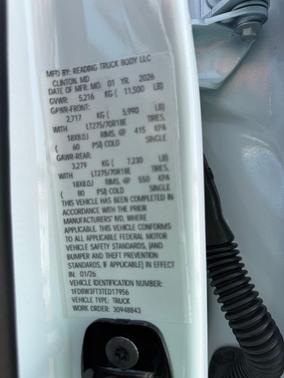 MFD BY: READING TRUCK BODY LLC
CLINTON, MD
DATE OF MFR: MO. 01 YR. 2026
GVWR: 5,216 KG ( 11,500 LB)
GPWR-FRONT:
2,717 KG ( 5,990 LB)
WITH LT275/70R18E TIRES,
18X8.0J RIMS, @ 415 KPA
( 60 PSI) COLD SINGLE
GAWR-REAR:
3,279 KG ( 7,230 LB)
WITH LT275/70R18E TIRES,
18X8.0J RIMS, @ 550 KPA
( 80 PSI) COLD SINGLE
THIS VEHICLE HAS BEEN COMPLETED
IN ACCORDANCE WITH THE PRIOR
MANUFACTURERS' IVD, WHERE
APPLICABLE. THIS VEHICLE CONFORMS
TO ALL APPLICABLE FEDERAL MOTOR
VEHICLE SAFETY STANDARDS, [AND
BUMPER AND THEFT PREVENTION
STANDARDS, IF APPLICABLE] IN EFFECT
IN 01/26
VEHICLE IDENTIFICATION NUMBER:
1FD8W3FT3TED17956
VEHICLE TYPE: TRUCK
WORK ORDER: 30948843